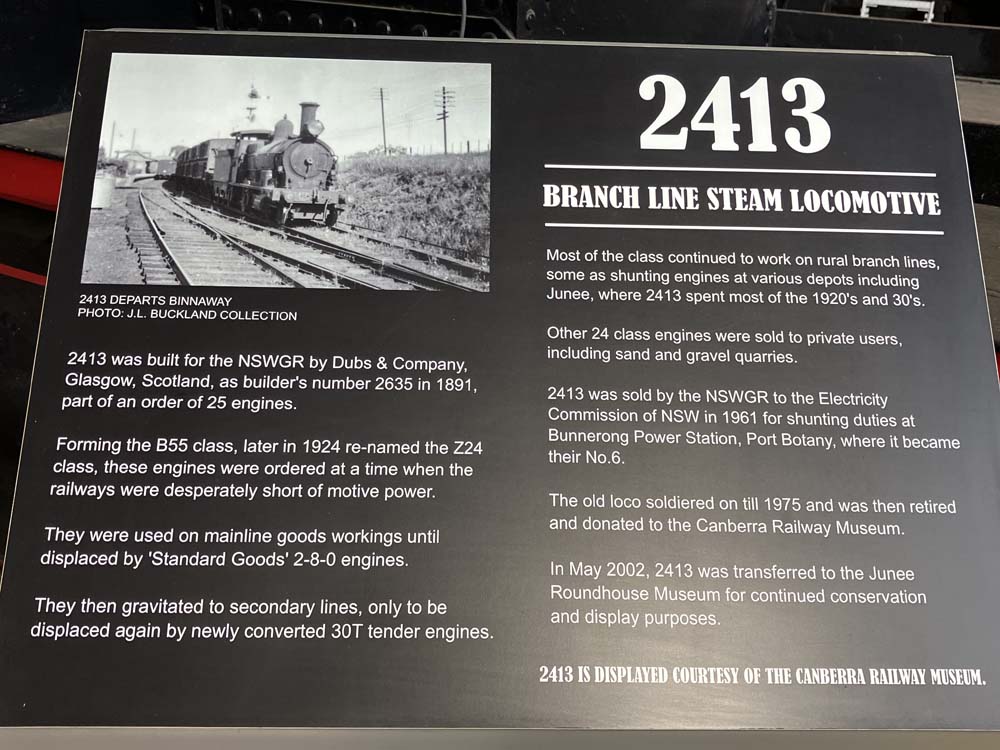 2413 DEPARTS BINNAWAY
PHOTO: J.L. BUCKLAND COLLECTION
2413 was built for the NSWGR by Dubs & Company,
Glasgow, Scotland, as builder's number 2635 in 1891,
part of an order of 25 engines.
Forming the B55 class, later in 1924 re-named the Z24
class, these engines were ordered at a time when the
railways were desperately short of motive power.
They were used on mainline goods workings until
displaced by 'Standard Goods' 2-8-0 engines.
They then gravitated to secondary lines, only to be
displaced again by newly converted 30T tender engines.
2413
BRANCH LINE STEAM LOCOMOTIVE
Most of the class continued to work on rural branch lines,
some as shunting engines at various depots including
Junee, where 2413 spent most of the 1920's and 30's.
Other 24 class engines were sold to private users,
including sand and gravel quarries.
2413 was sold by the NSWGR to the Electricity
Commission of NSW in 1961 for shunting duties at
Bunnerong Power Station, Port Botany, where it became
their No.6.
The old loco soldiered on till 1975 and was then retired
and donated to the Canberra Railway Museum.
In May 2002, 2413 was transferred to the Junee
Roundhouse Museum for continued conservation
and display purposes.
2413 IS DISPLAYED COURTESY OF THE CANBERRA RAILWAY MUSEUM.